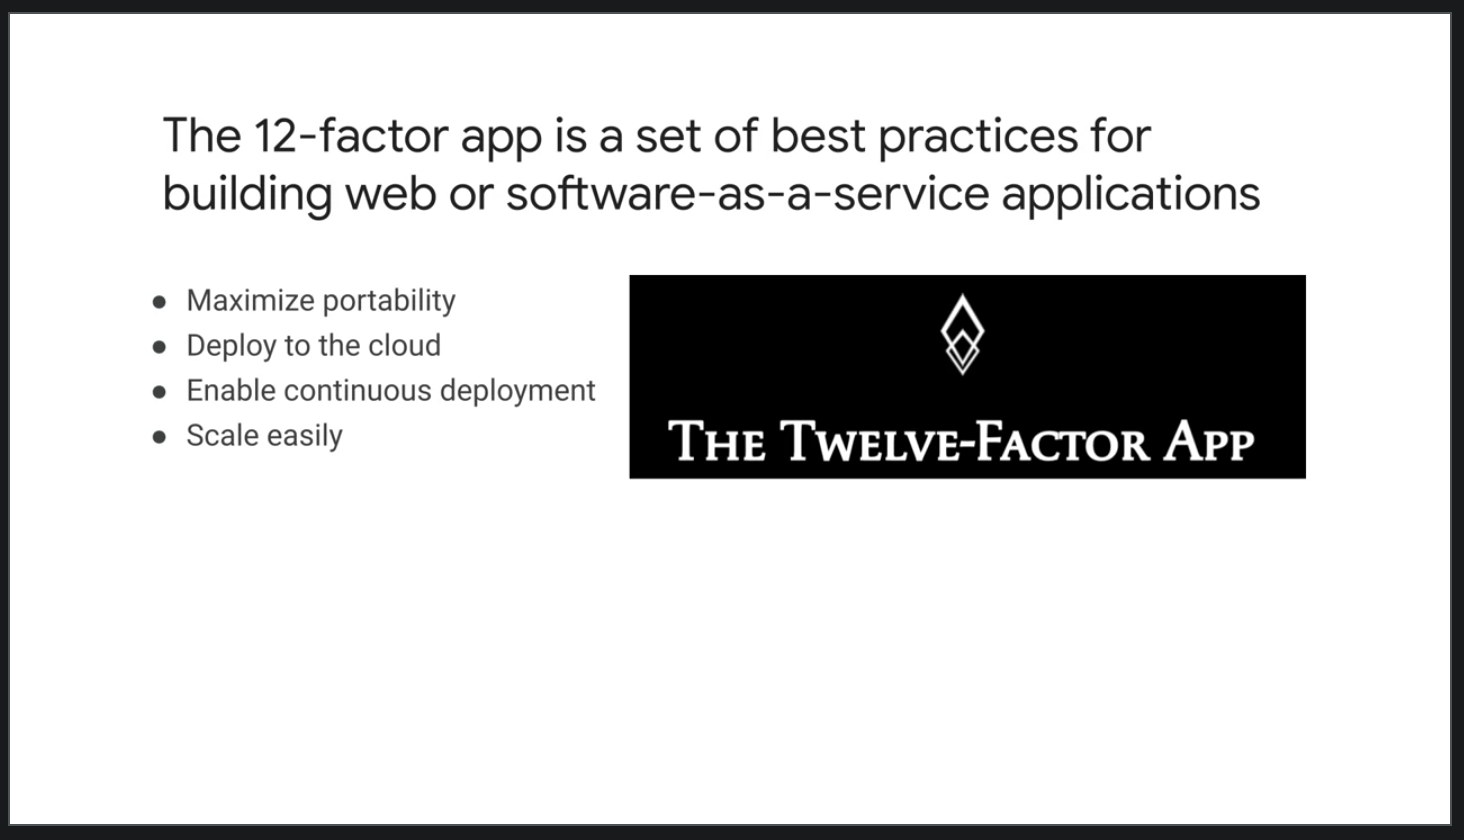 The 12-factor app is a set of best practices for
building web or software-as-a-service applications
● Maximize portability
● Deploy to the cloud
● Enable continuous deployment
● Scale easily
The Twelve-Factor App